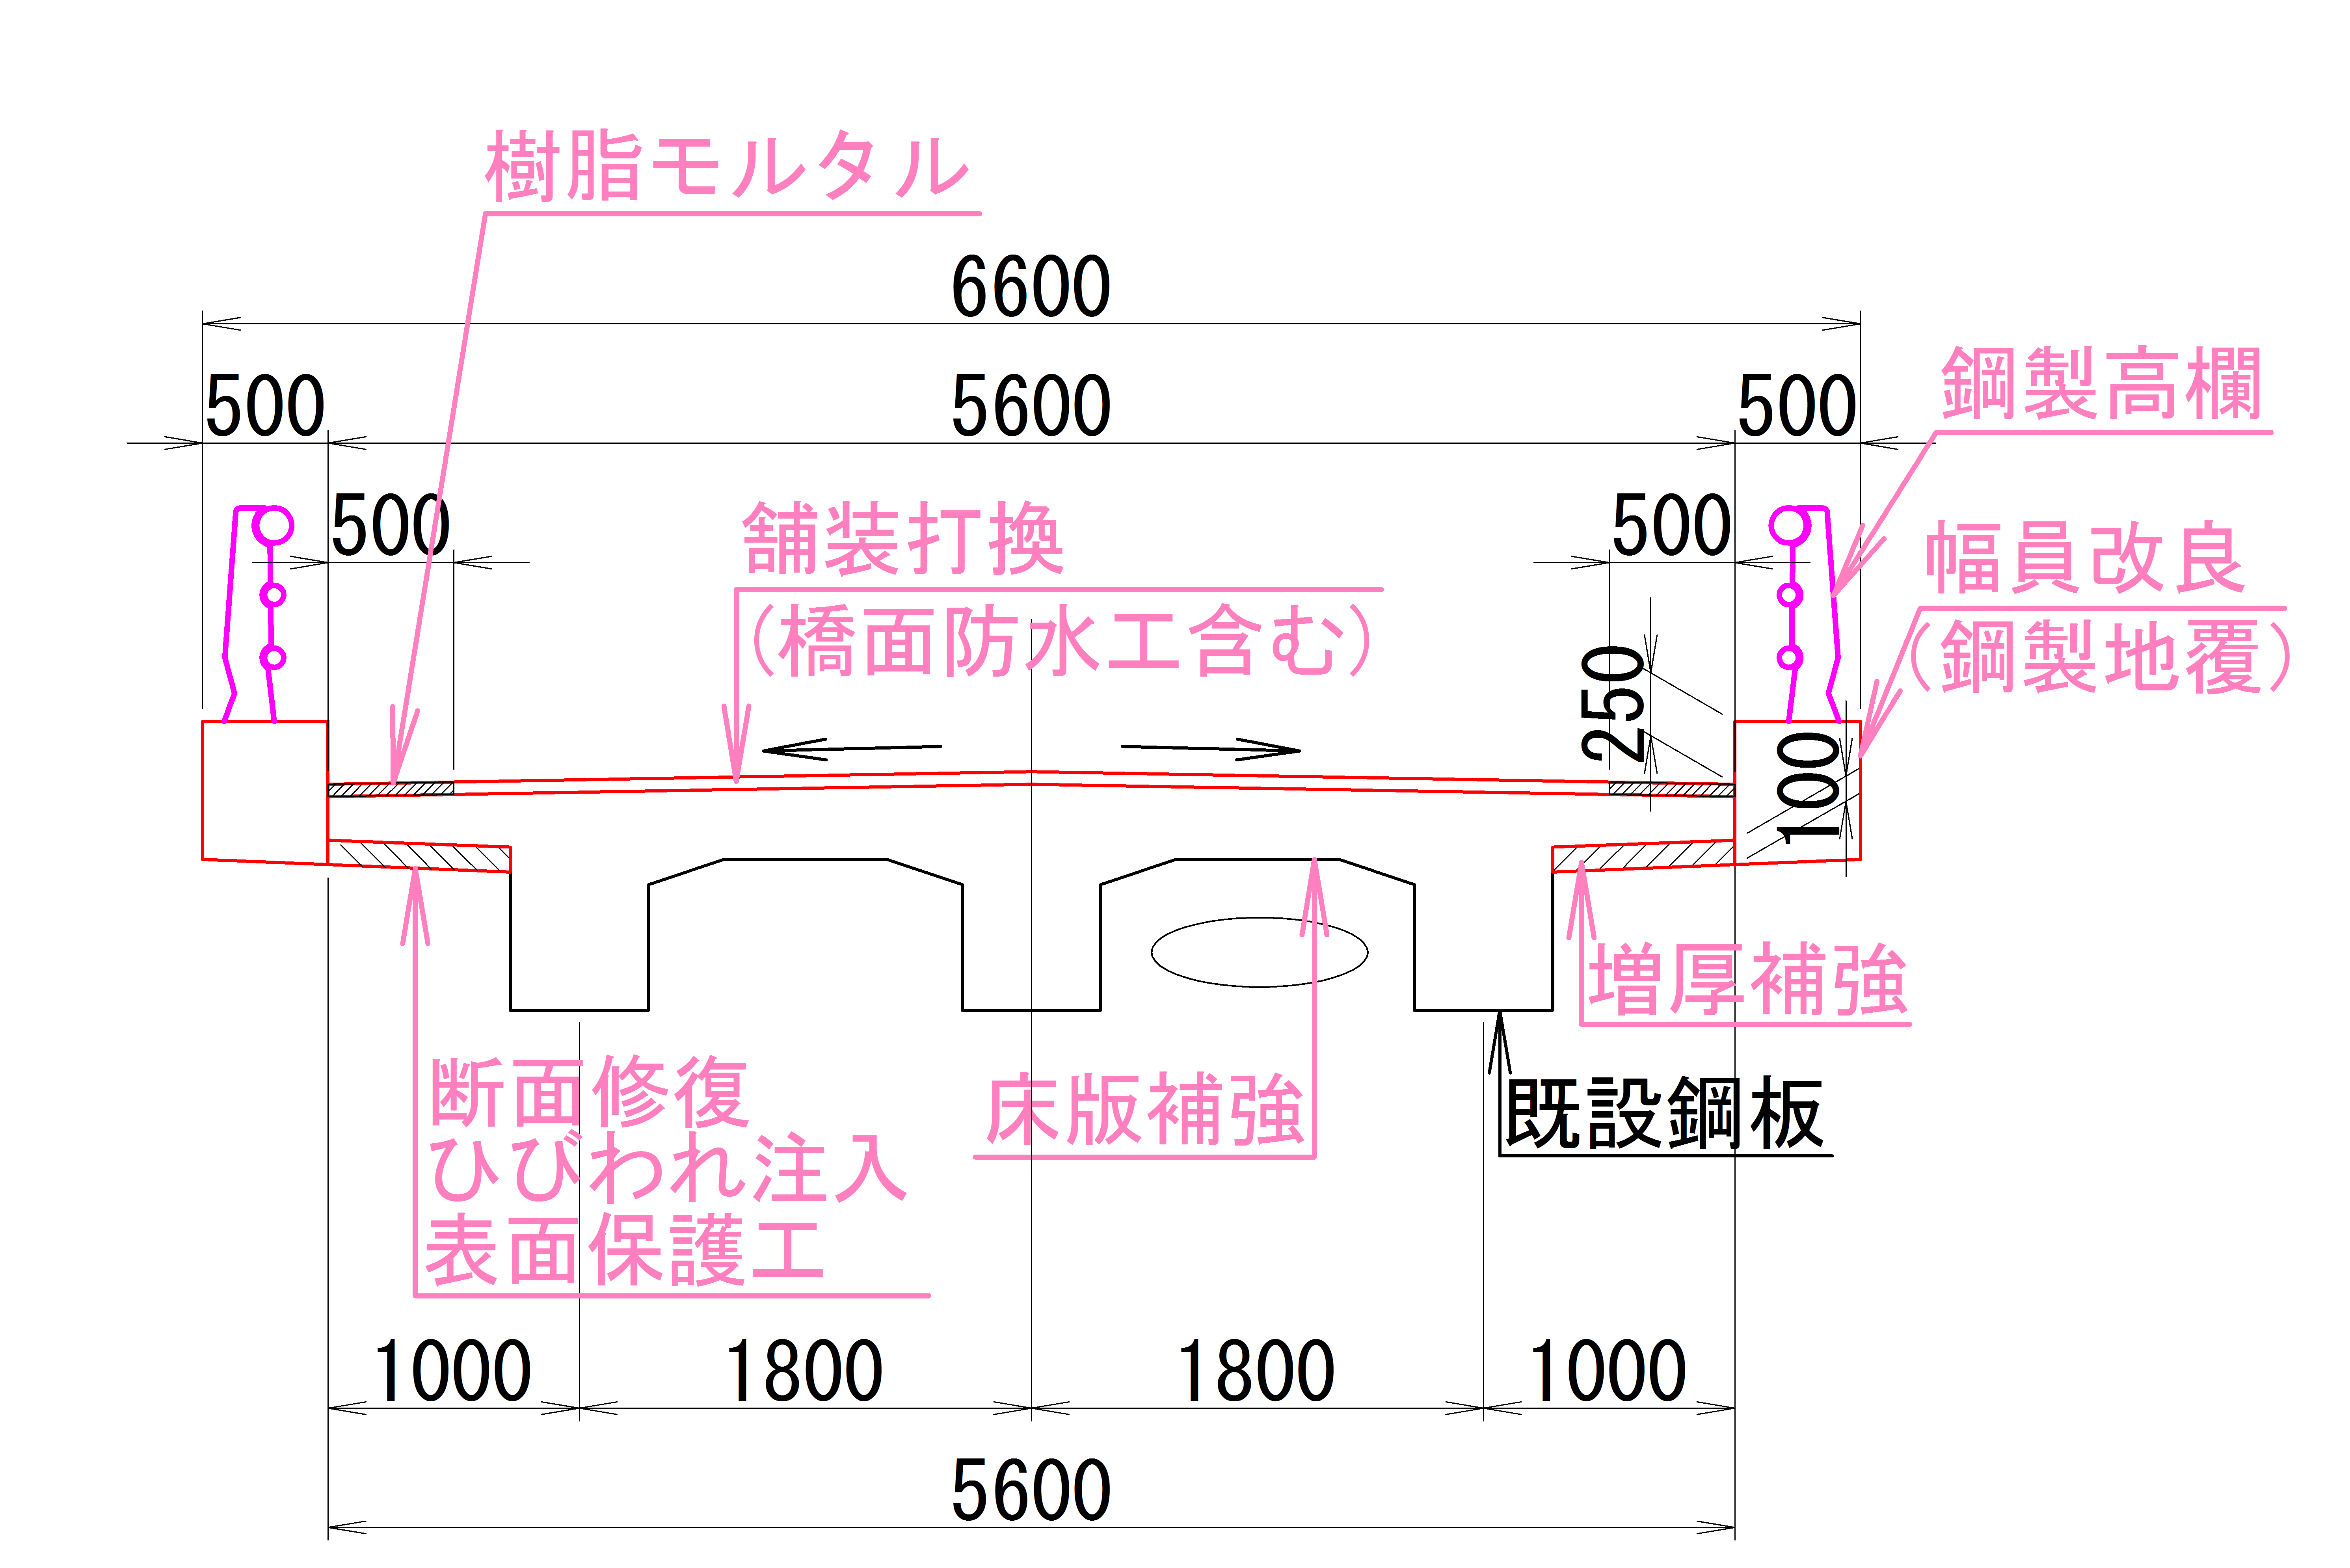 樹脂モルタル
6600
500
5600
500
鋼製高欄
500
舗装打換
(橋面防水工含む)
500
幅員改良
(鋼製地覆)
250
100
増厚補強
断面修復
ひびわれ注入
表面保護工
床版補強
既設鋼板
1000
1800
1800
1000
5600